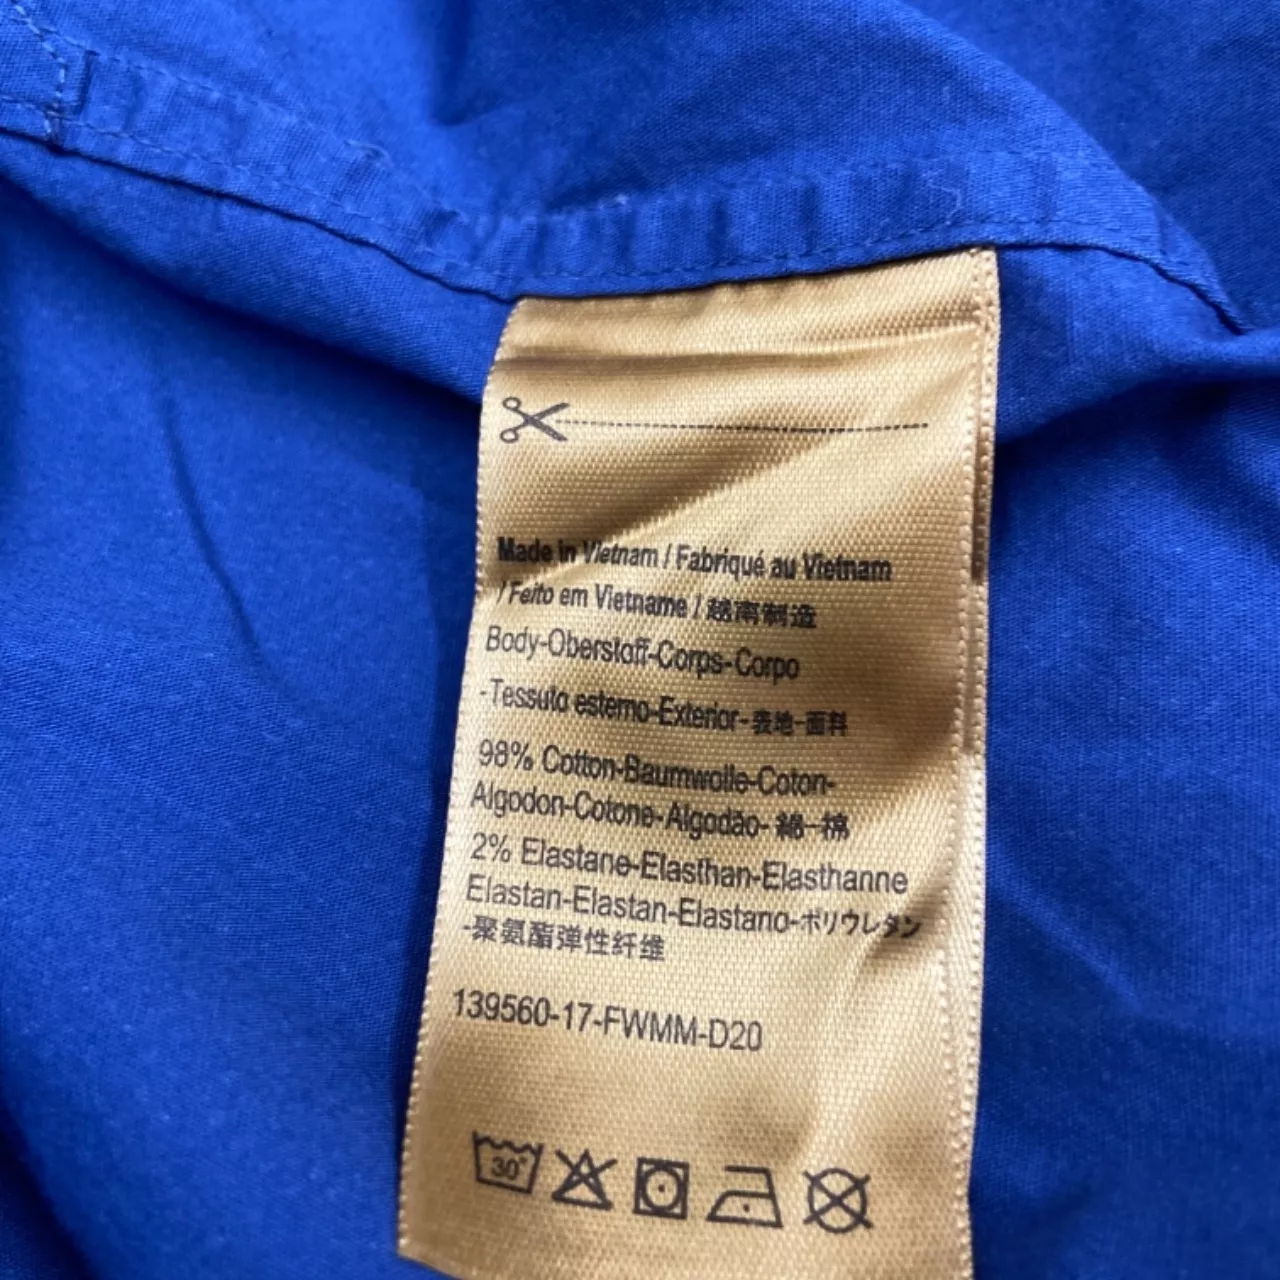 Made in Vietnam / Fabriqué au Vietnam
/ Feito em Vietname / 越南制造
Body-Oberstoff-Corps-Corpo
-Tessuto esterno-Exterior-表地-面料
98% Cotton-Baumwolle-Coton-
Algodon-Cotone-Algodão-綿-棉
2% Elastane-Elasthan-Elasthanne
Elastan-Elastan-Elastano-ポリウレタン
-聚氨酯弹性纤维
139560-17-FWMM-D20
30°